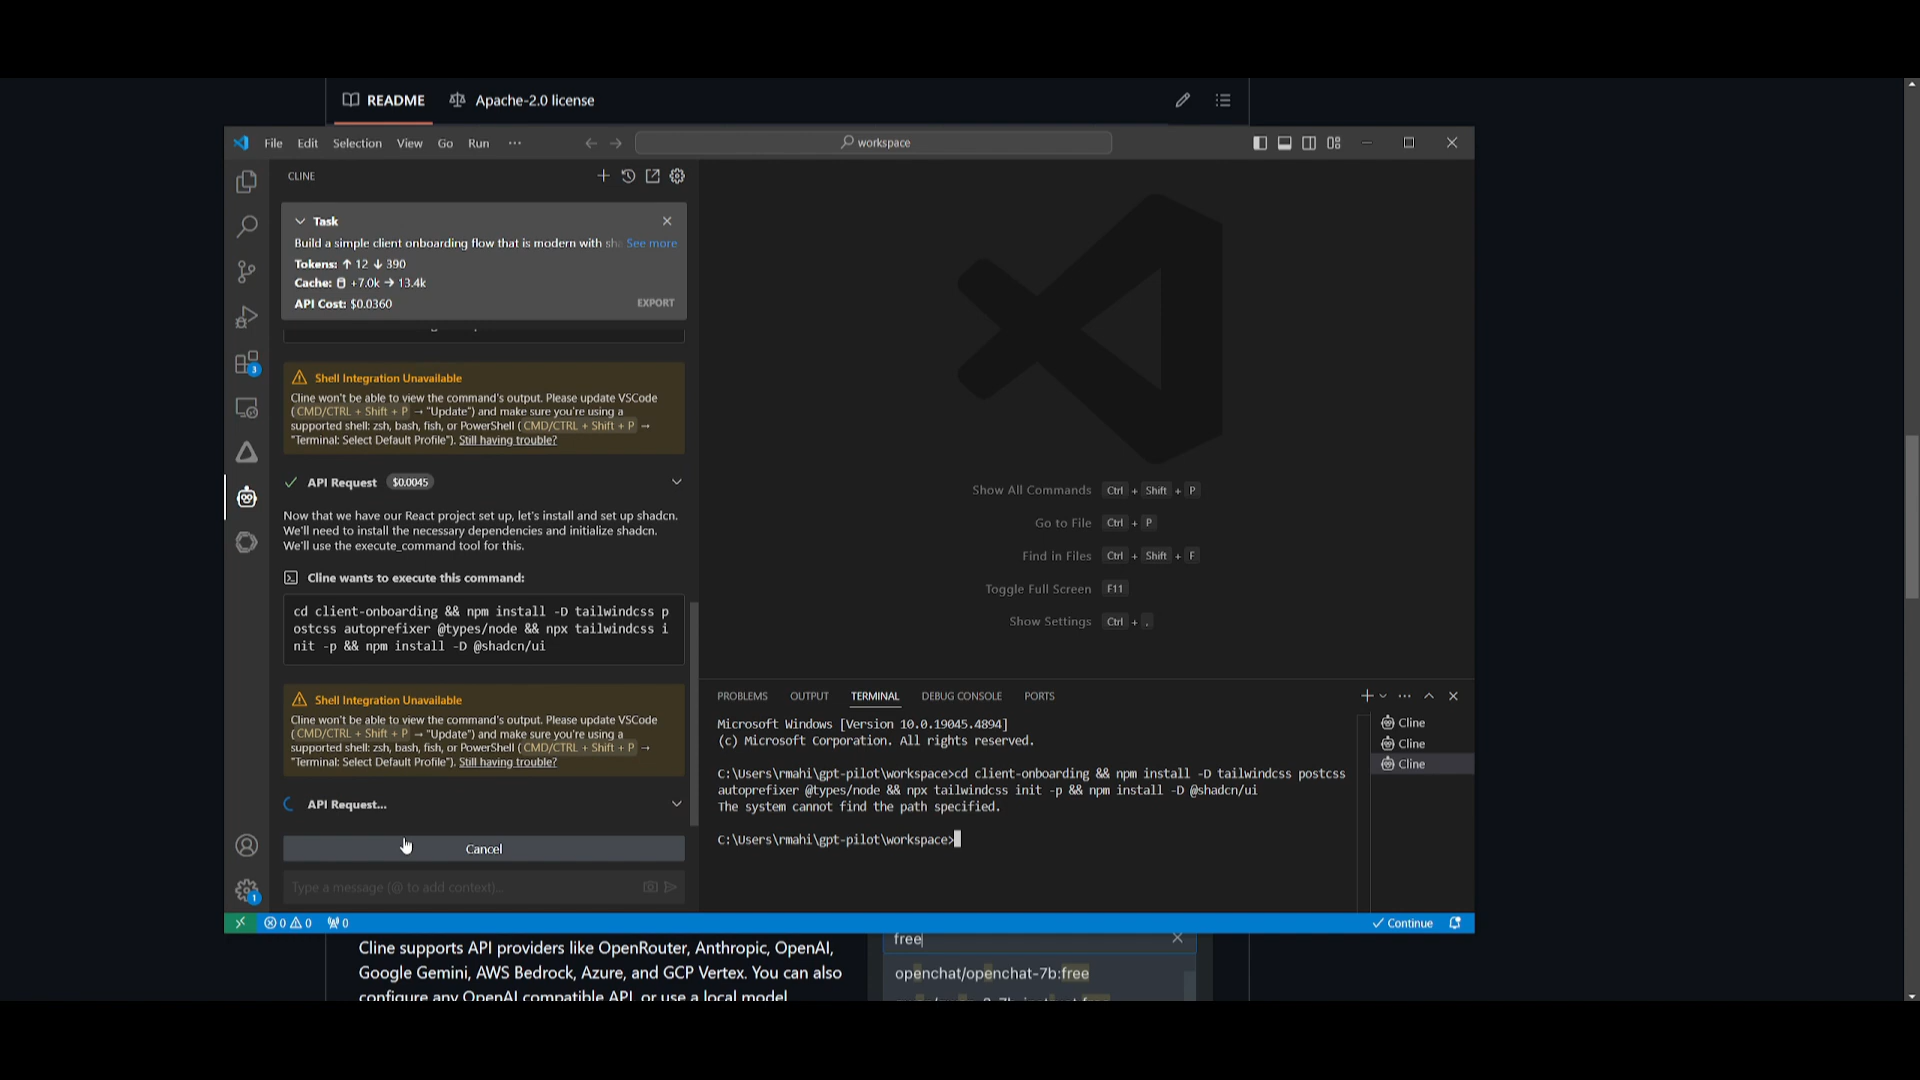 README
Apache-2.0 license
File Edit Selection View Go Run ···
workspace
CLINE
Task
Build a simple client onboarding flow that is modern with sh See more
Tokens: ↑ 12 ↓ 390
Cache: +7.0k → 13.4k
API Cost: $0.0360
EXPORT
Shell Integration Unavailable
Cline won't be able to view the command's output. Please update VSCode
(CMD/CTRL + Shift + P → "Update") and make sure you're using a
supported shell: zsh, bash, fish, or PowerShell (CMD/CTRL + Shift + P →
"Terminal: Select Default Profile"). Still having trouble?
API Request $0.0045
Now that we have our React project set up, let's install and set up shadcn.
We'll need to install the necessary dependencies and initialize shadcn.
We'll use the execute_command tool for this.
Cline wants to execute this command:
cd client-onboarding && npm install -D tailwindcss p
ostcss autoprefixer @types/node && npx tailwindcss i
nit -p && npm install -D @shadcn/ui
Shell Integration Unavailable
Cline won't be able to view the command's output. Please update VSCode
(CMD/CTRL + Shift + P → "Update") and make sure you're using a
supported shell: zsh, bash, fish, or PowerShell (CMD/CTRL + Shift + P →
"Terminal: Select Default Profile"). Still having trouble?
API Request...
Cancel
Type a message (@ to add context)...
3
1
Show All Commands Ctrl + Shift + P
Go to File Ctrl + P
Find in Files Ctrl + Shift + F
Toggle Full Screen F11
Show Settings Ctrl + .
PROBLEMS OUTPUT TERMINAL DEBUG CONSOLE PORTS
Microsoft Windows [Version 10.0.19045.4894]
(c) Microsoft Corporation. All rights reserved.
C:\Users\rmahi\gpt-pilot\workspace>cd client-onboarding && npm install -D tailwindcss postcss
autoprefixer @types/node && npx tailwindcss init -p && npm install -D @shadcn/ui
The system cannot find the path specified.
C:\Users\rmahi\gpt-pilot\workspace>
Cline
Cline
Cline
0 0 0
Continue
Cline supports API providers like OpenRouter, Anthropic, OpenAI,
Google Gemini, AWS Bedrock, Azure, and GCP Vertex. You can also
configure any OpenAI compatible API, or use a local model
free
openchat/openchat-7b:free